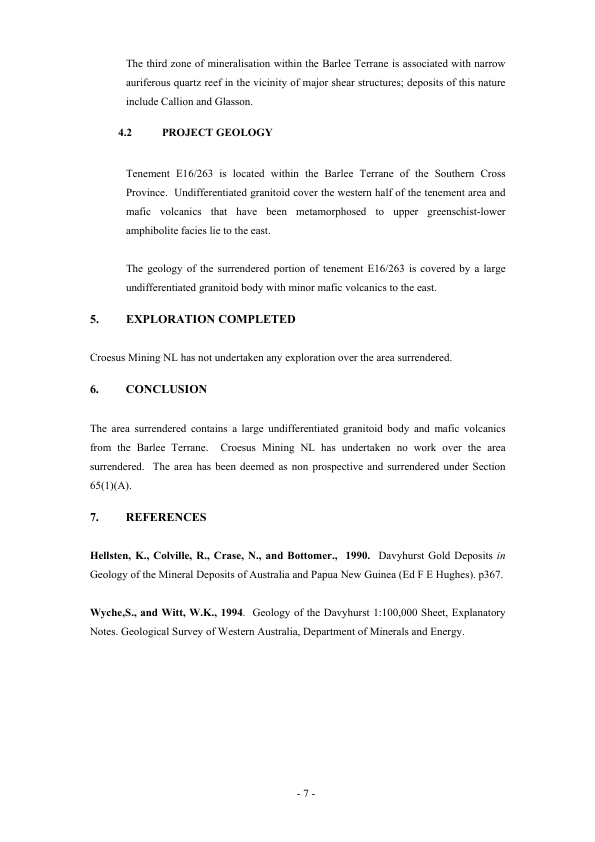 The third zone of mineralisation within the Barlee Terrane is associated with narrow
auriferous quartz reef in the vicinity of major shear structures; deposits of this nature
include Callion and Glasson.
4.2 PROJECT GEOLOGY
Tenement E16/263 is located within the Barlee Terrane of the Southern Cross
Province. Undifferentiated granitoid cover the western half of the tenement area and
mafic volcanics that have been metamorphosed to upper greenschist-lower
amphibolite facies lie to the east.
The geology of the surrendered portion of tenement E16/263 is covered by a large
undifferentiated granitoid body with minor mafic volcanics to the east.
5. EXPLORATION COMPLETED
Croesus Mining NL has not undertaken any exploration over the area surrendered.
6. CONCLUSION
The area surrendered contains a large undifferentiated granitoid body and mafic volcanics
from the Barlee Terrane. Croesus Mining NL has undertaken no work over the area
surrendered. The area has been deemed as non prospective and surrendered under Section
65(1)(A).
7. REFERENCES
Hellsten, K., Colville, R., Crase, N., and Bottomer., 1990. Davyhurst Gold Deposits in
Geology of the Mineral Deposits of Australia and Papua New Guinea (Ed F E Hughes). p367.
Wyche,S., and Witt, W.K., 1994. Geology of the Davyhurst 1:100,000 Sheet, Explanatory
Notes. Geological Survey of Western Australia, Department of Minerals and Energy.
- 7 -